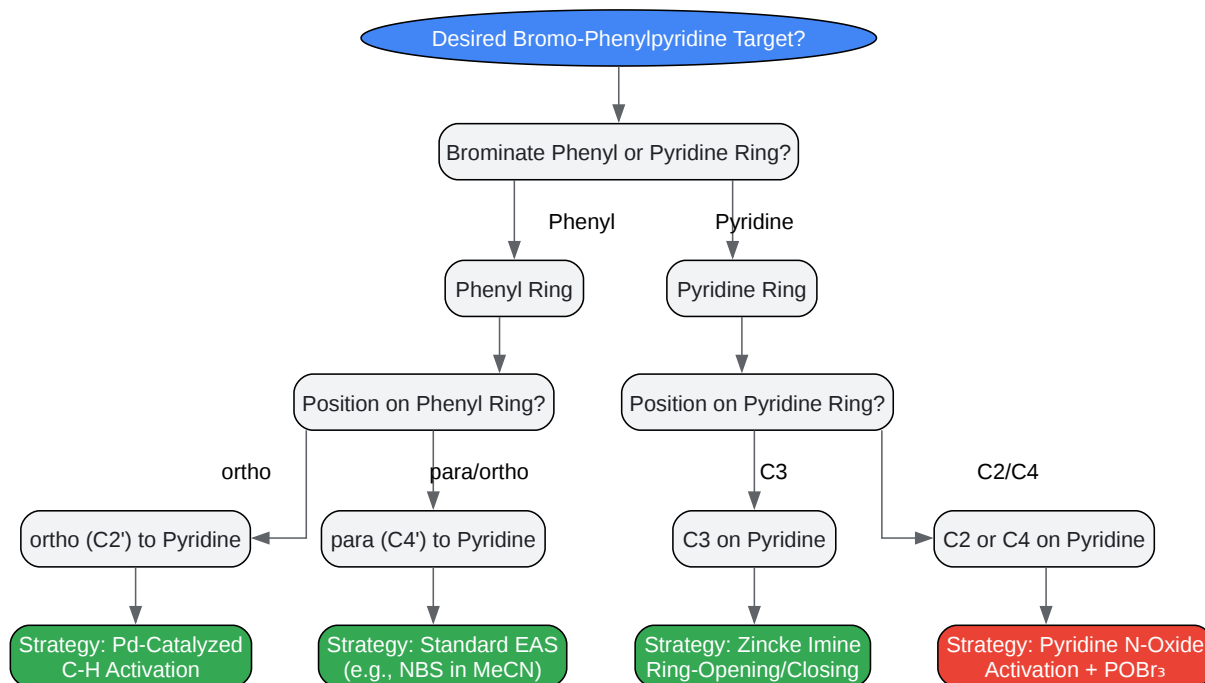 Desired Bromo-Phenylpyridine Target?
Brominate Phenyl or Pyridine Ring?
Phenyl
Pyridine
Phenyl Ring
Pyridine Ring
Position on Phenyl Ring?
Position on Pyridine Ring?
ortho
para/ortho
C3
C2/C4
ortho (C2') to Pyridine
para (C4') to Pyridine
C3 on Pyridine
C2 or C4 on Pyridine
Strategy: Pd-Catalyzed
C-H Activation
Strategy: Standard EAS
(e.g., NBS in MeCN)
Strategy: Zincke Imine
Ring-Opening/Closing
Strategy: Pyridine N-Oxide
Activation + POBr₃